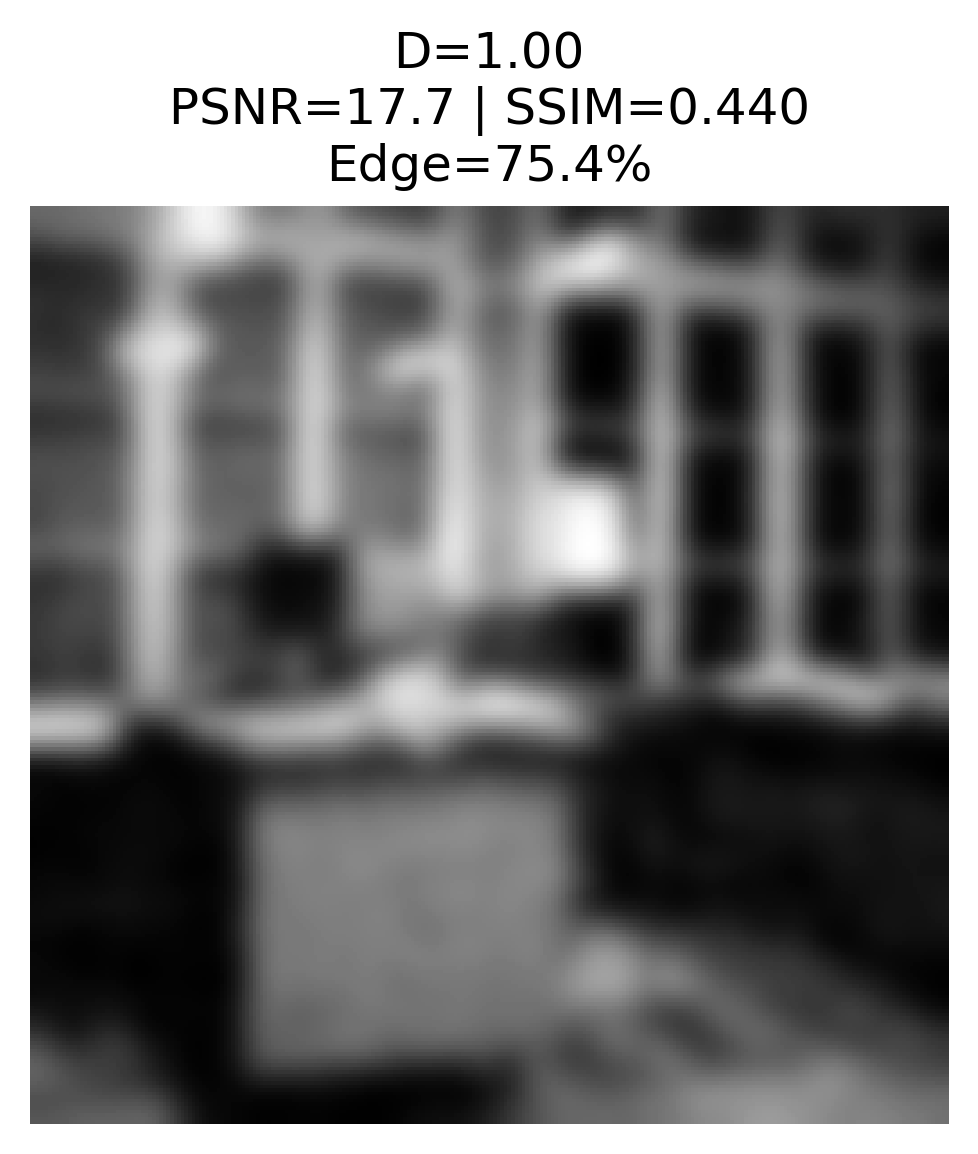 D=1.00
PSNR=17.7 | SSIM=0.440
Edge=75.4%